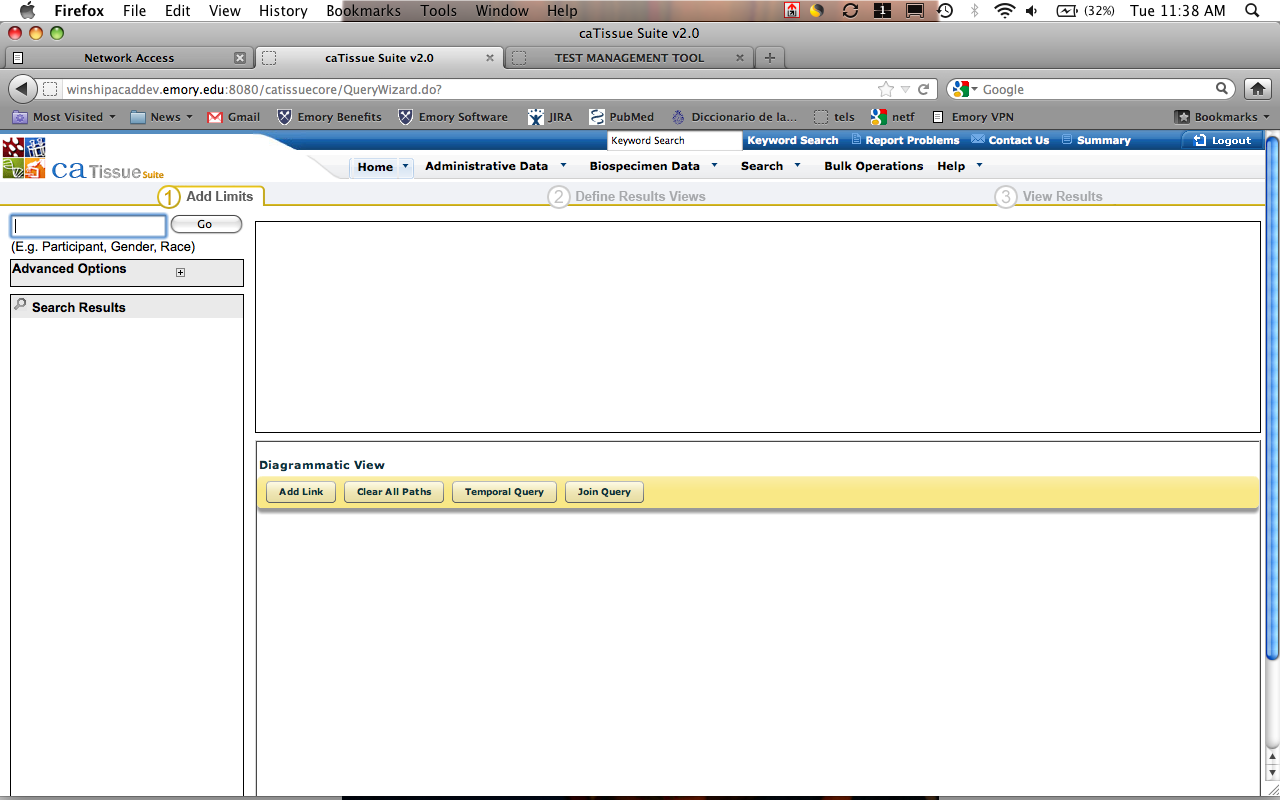 Firefox File Edit View History Bookmarks Tools Window Help 1 (32%) Tue 11:38 AM
caTissue Suite v2.0
Network Access caTissue Suite v2.0 TEST MANAGEMENT TOOL
winshipacaddev.emory.edu:8080/catissuecore/QueryWizard.do? Google
Most Visited News Gmail Emory Benefits Emory Software JIRA PubMed Diccionario de la... tels netf Emory VPN Bookmarks
Keyword Search Keyword Search Report Problems Contact Us Summary Logout
ca Tissue Suite
Home Administrative Data Biospecimen Data Search Bulk Operations Help
1 Add Limits 2 Define Results Views 3 View Results
Go
(E.g. Participant, Gender, Race)
Advanced Options
Search Results
Diagrammatic View
Add Link Clear All Paths Temporal Query Join Query